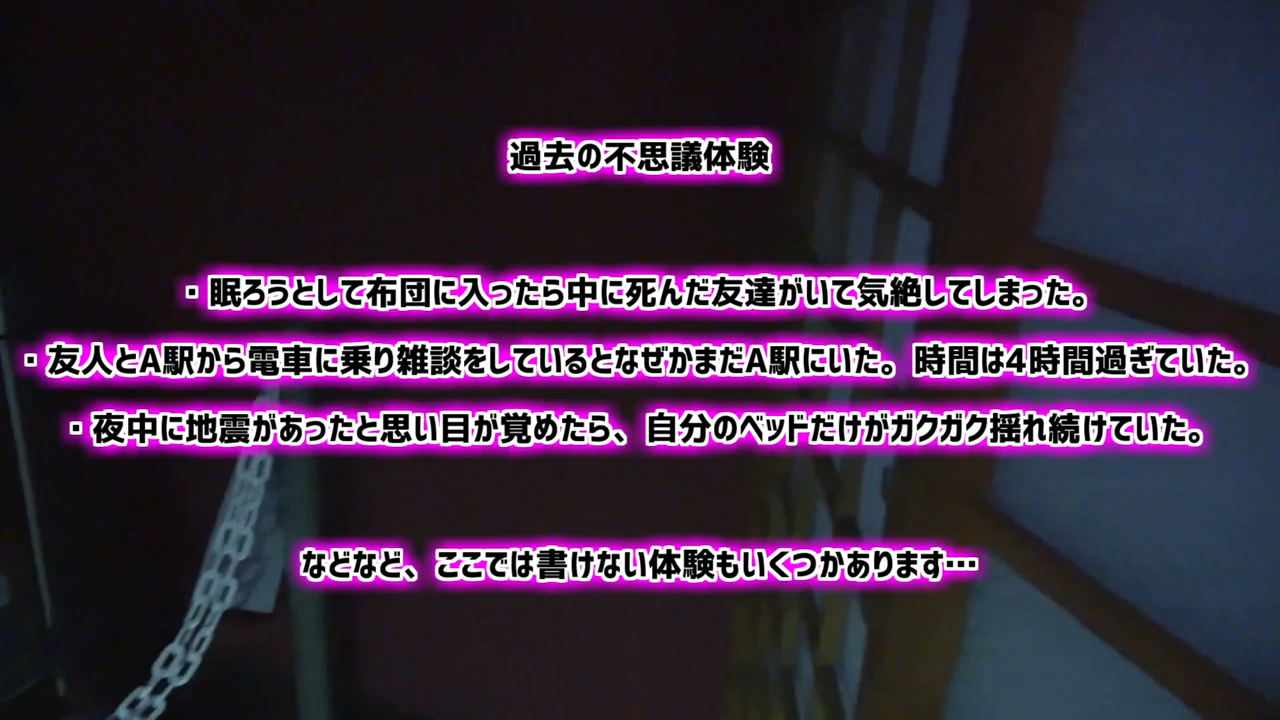 過去の不思議体験
・眠ろうとして布団に入ったら中に死んだ友達がいて気絶してしまった。
・友人とA駅から電車に乗り雑談をしているとなぜかまだA駅にいた。時間は4時間過ぎていた。
・夜中に地震があったと思い目が覚めたら、自分のベッドだけがガクガク揺れ続けていた。
などなど、ここでは書けない体験もいくつかあります…